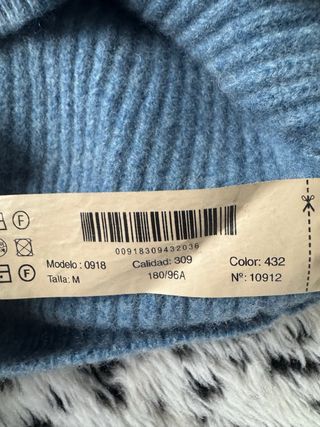 00918309432036
Modelo : 0918 Calidad: 309 Color: 432
Talla: M 180/96A Nº: 10912
F
F